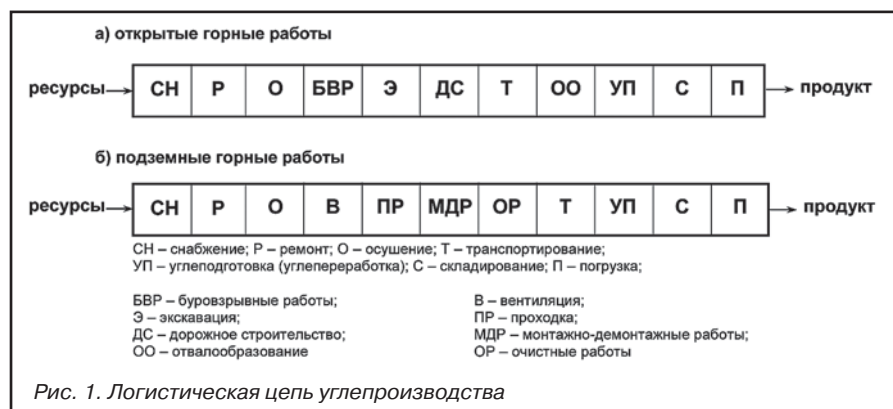 а) открытые горные работы
ресурсы → СН Р О БВР Э ДС Т ОО УП С П → продукт
б) подземные горные работы
ресурсы → СН Р О В ПР МДР ОР Т УП С П → продукт
СН – снабжение; Р – ремонт; О – осушение; Т – транспортирование;
УП – углеподготовка (углепереработка); С – складирование; П – погрузка;
БВР – буровзрывные работы; В – вентиляция;
Э – экскавация; ПР – проходка;
ДС – дорожное строительство; МДР – монтажно-демонтажные работы;
ОО – отвалообразование ОР – очистные работы
Рис. 1. Логистическая цепь углепроизводства